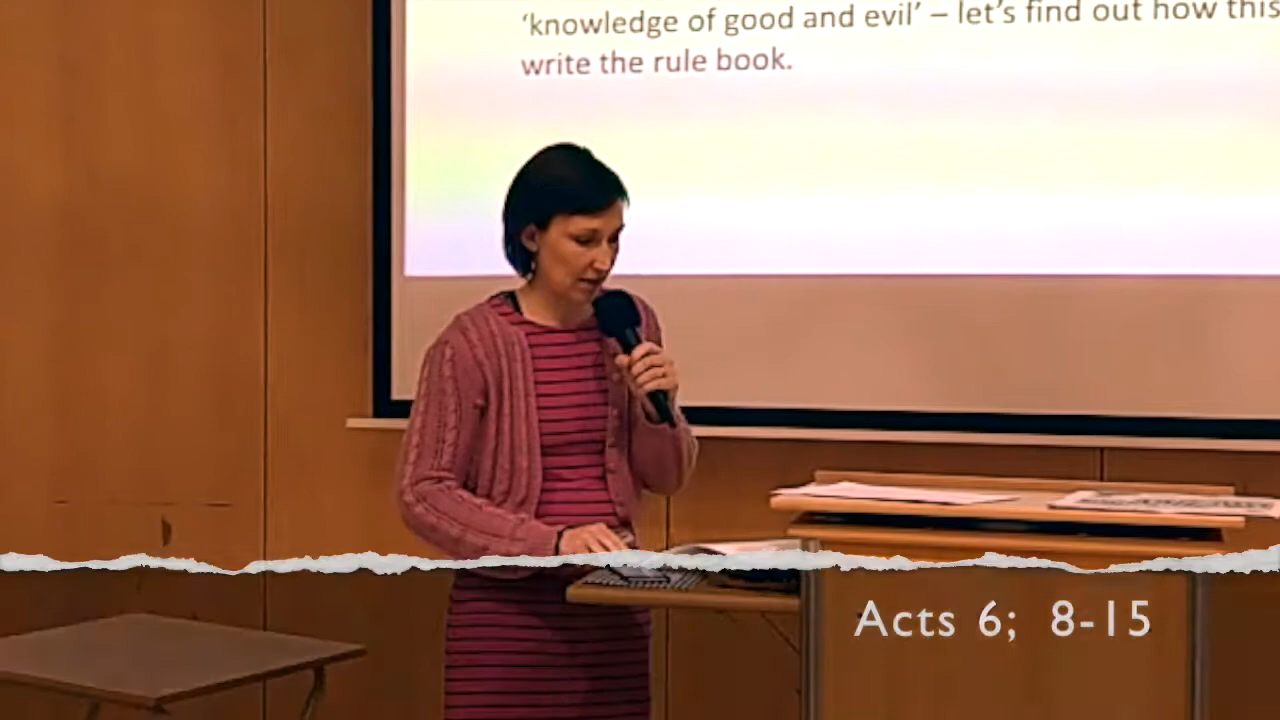 ‘knowledge of good and evil’ – let’s find out how this
write the rule book.
Acts 6;  8-15